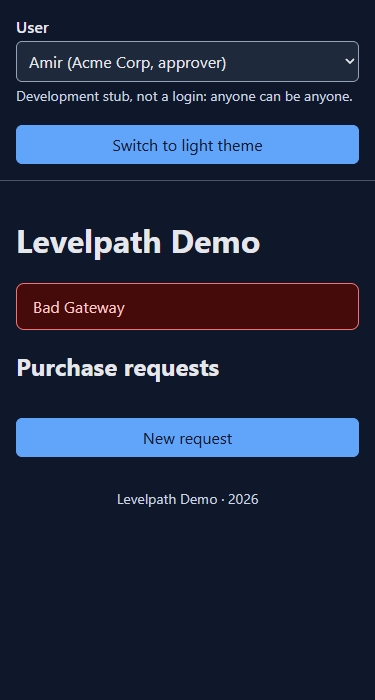 User
Amir (Acme Corp, approver)
Development stub, not a login: anyone can be anyone.
Switch to light theme
Levelpath Demo
Bad Gateway
Purchase requests
New request
Levelpath Demo · 2026